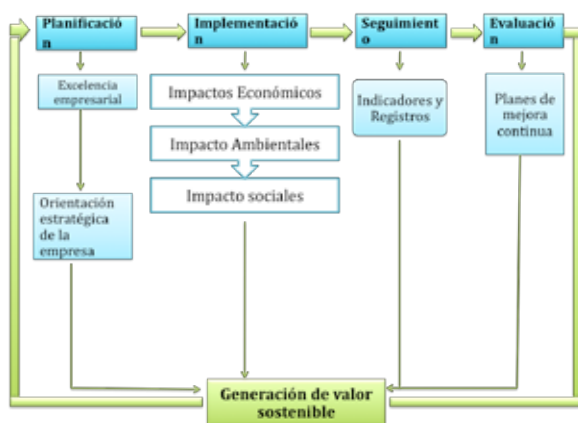 Planificació
n
Implementació
n
Seguimient
o
Evaluació
n
Excelencia
empresarial
Orientación
estratégica
de la
empresa
Impactos Económicos
Impacto Ambientales
Impacto sociales
Indicadores y
Registros
Planes de
mejora
continua
Generación de valor
sostenible